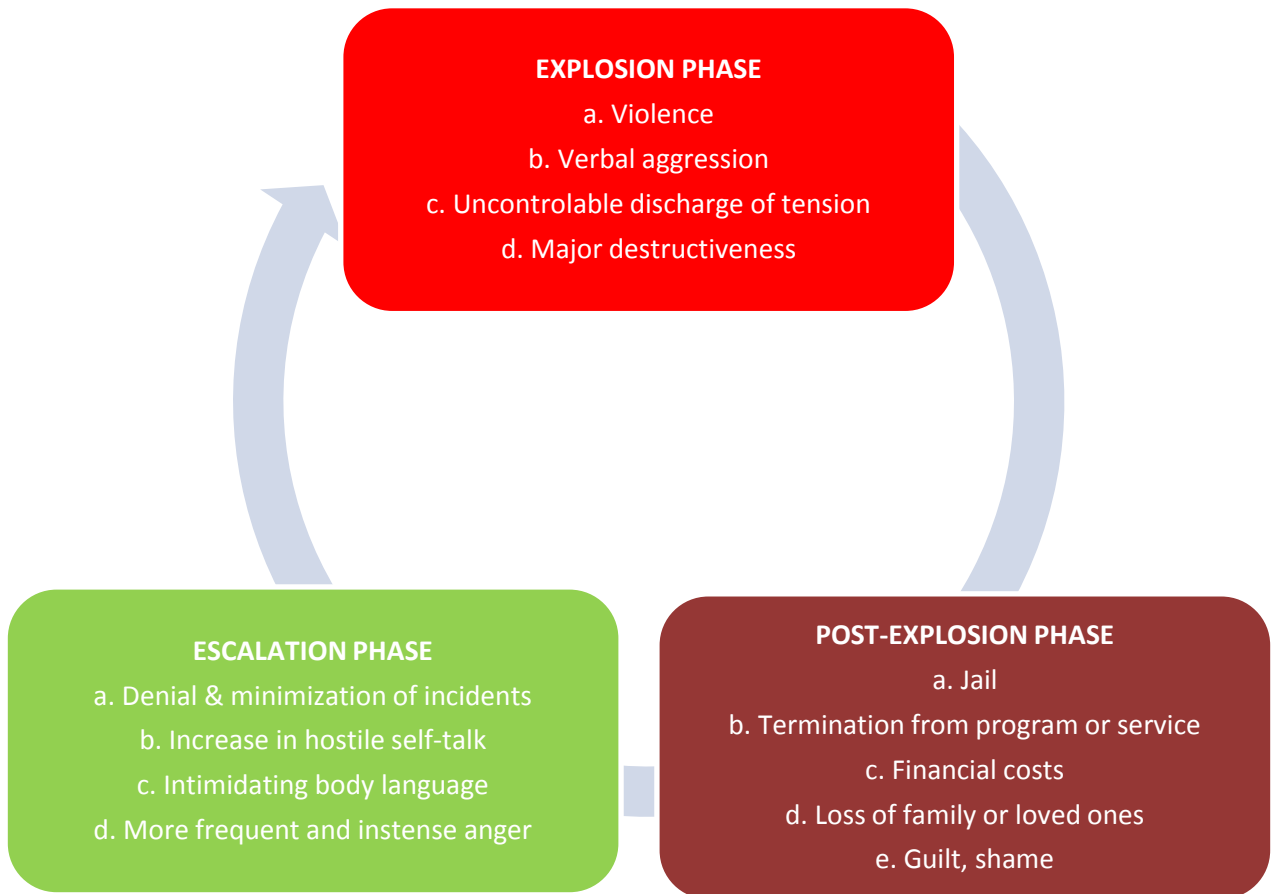 EXPLOSION PHASE
a. Violence
b. Verbal aggression
c. Uncontrolable discharge of tension
d. Major destructiveness
ESCALATION PHASE
a. Denial & minimization of incidents
b. Increase in hostile self-talk
c. Intimidating body language
d. More frequent and instense anger
POST-EXPLOSION PHASE
a. Jail
b. Termination from program or service
c. Financial costs
d. Loss of family or loved ones
e. Guilt, shame